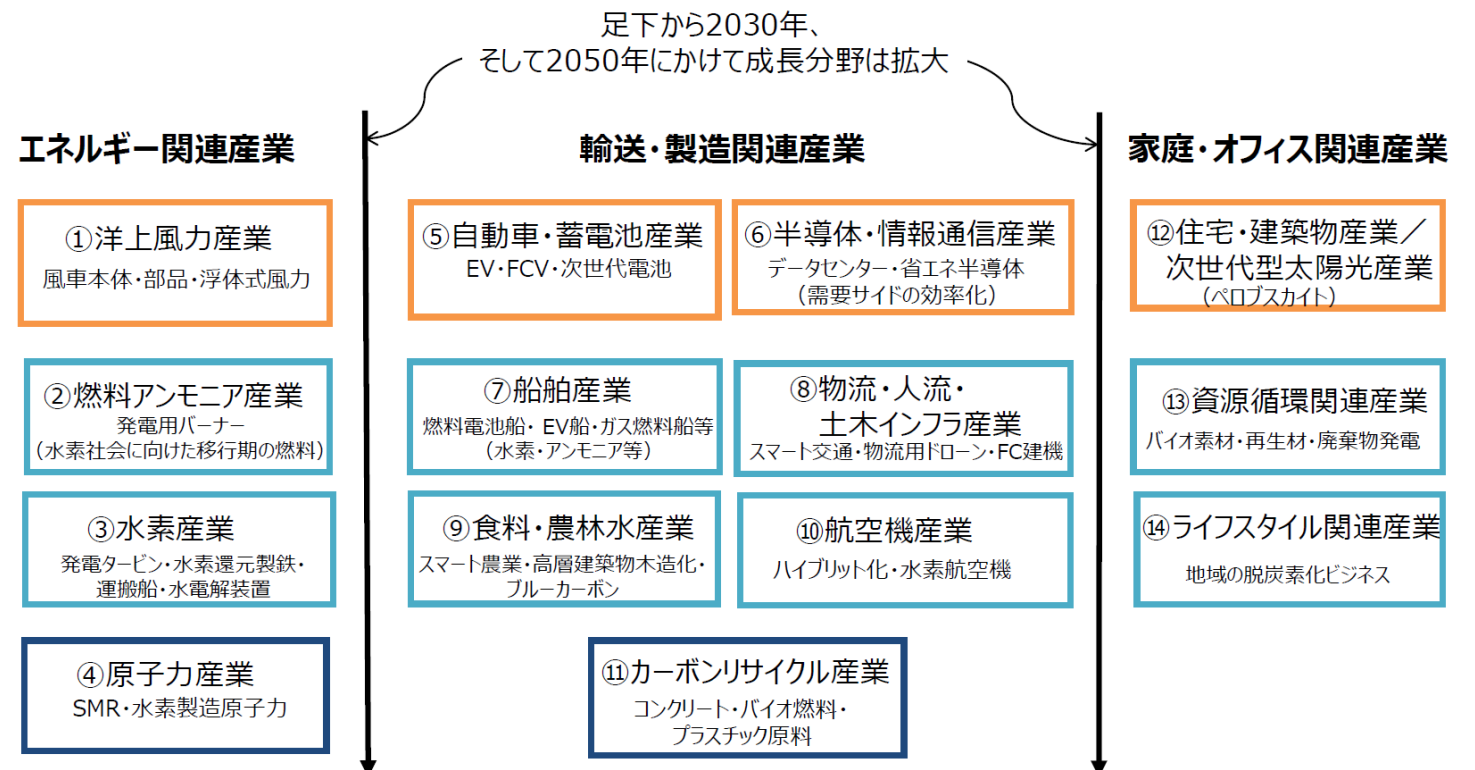 足下から2030年、
そして2050年にかけて成長分野は拡大
エネルギー関連産業
輸送・製造関連産業
家庭・オフィス関連産業
①洋上風力産業
風車本体・部品・浮体式風力
⑤自動車・蓄電池産業
EV・FCV・次世代電池
⑥半導体・情報通信産業
データセンター・省エネ半導体
（需要サイドの効率化）
⑫住宅・建築物産業／
次世代型太陽光産業
（ペロブスカイト）
②燃料アンモニア産業
発電用バーナー
（水素社会に向けた移行期の燃料）
⑦船舶産業
燃料電池船・EV船・ガス燃料船等
（水素・アンモニア等）
⑧物流・人流・
土木インフラ産業
スマート交通・物流用ドローン・FC建機
⑬資源循環関連産業
バイオ素材・再生材・廃棄物発電
③水素産業
発電タービン・水素還元製鉄・
運搬船・水電解装置
⑨食料・農林水産業
スマート農業・高層建築物木造化・
ブルーカーボン
⑩航空機産業
ハイブリット化・水素航空機
⑭ライフスタイル関連産業
地域の脱炭素化ビジネス
④原子力産業
SMR・水素製造原子力
⑪カーボンリサイクル産業
コンクリート・バイオ燃料・
プラスチック原料